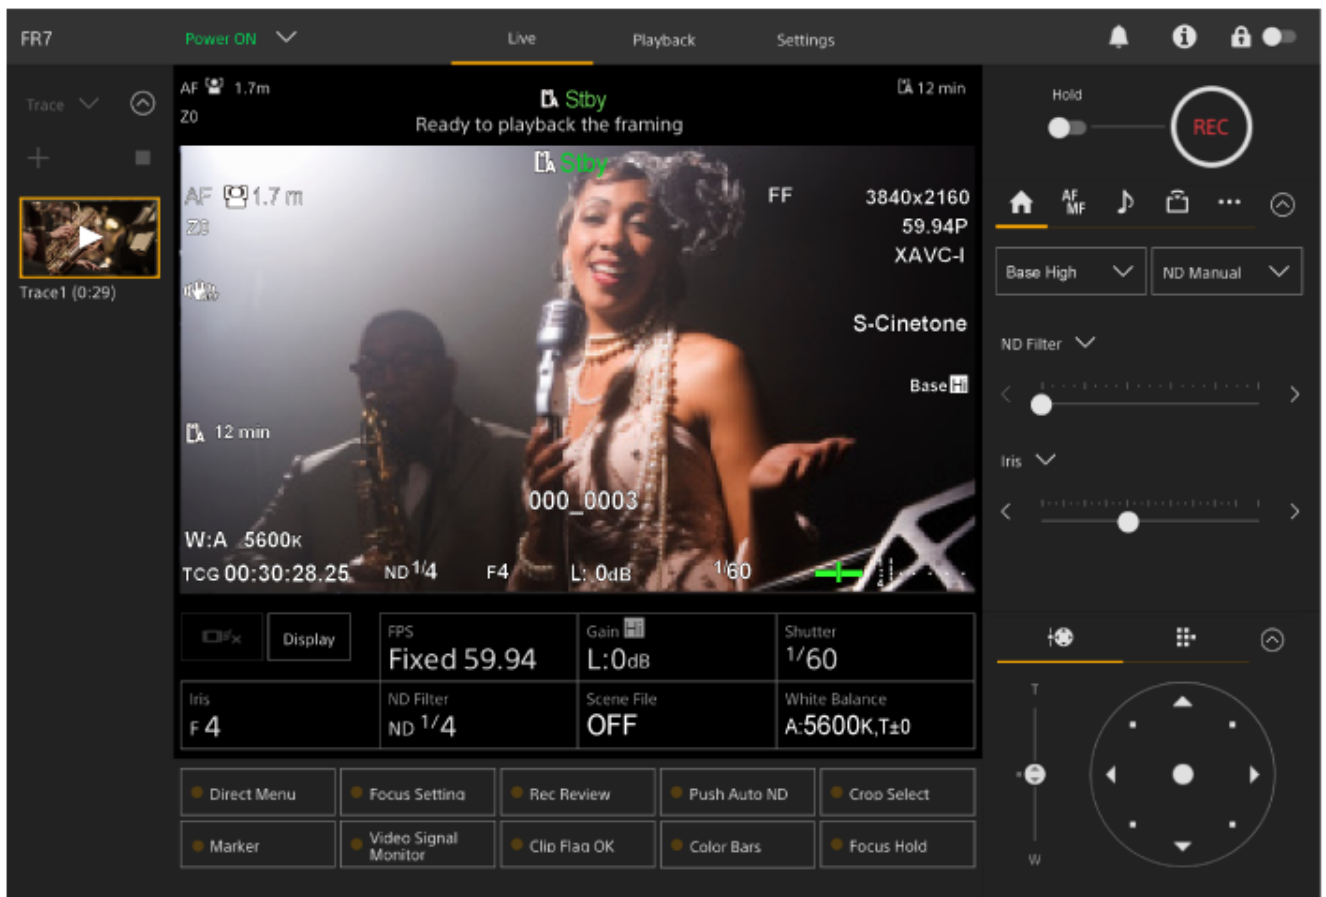 FR7
Power ON
Live
Playback
Settings
Trace
Trace1 (0:29)
AF 1.7m
Z0
Stby
Ready to playback the framing
12 min
Stby
AF 1.7 m
Z0
FF
3840x2160
59.94P
XAVC-I
S-Cinetone
Base Hi
12 min
000_0003
W:A 5600K
TCG 00:30:28.25 ND 1/4 F4 L: 0dB 1/60
Display
FPS
Fixed 59.94
Gain Hi
L:0dB
Shutter
1/60
Iris
F 4
ND Filter
ND 1/4
Scene File
OFF
White Balance
A:5600K,T±0
Direct Menu
Focus Setting
Rec Review
Push Auto ND
Crop Select
Marker
Video Signal
Monitor
Clip Flag OK
Color Bars
Focus Hold
Hold
REC
AF
MF
Base High
ND Manual
ND Filter
Iris
T
W